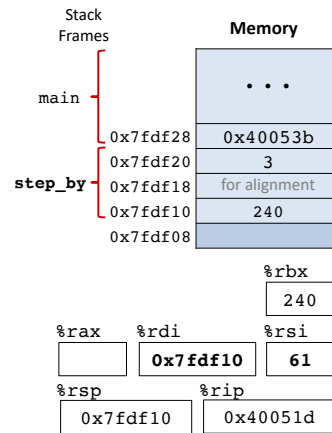 Stack
Frames
Memory
main
• • •
0x7fdf28 0x40053b
0x7fdf20 3
step_by 0x7fdf18 for alignment
0x7fdf10 240
0x7fdf08
%rbx
240
%rax %rdi %rsi
0x7fdf10 61
%rsp %rip
0x7fdf10 0x40051d